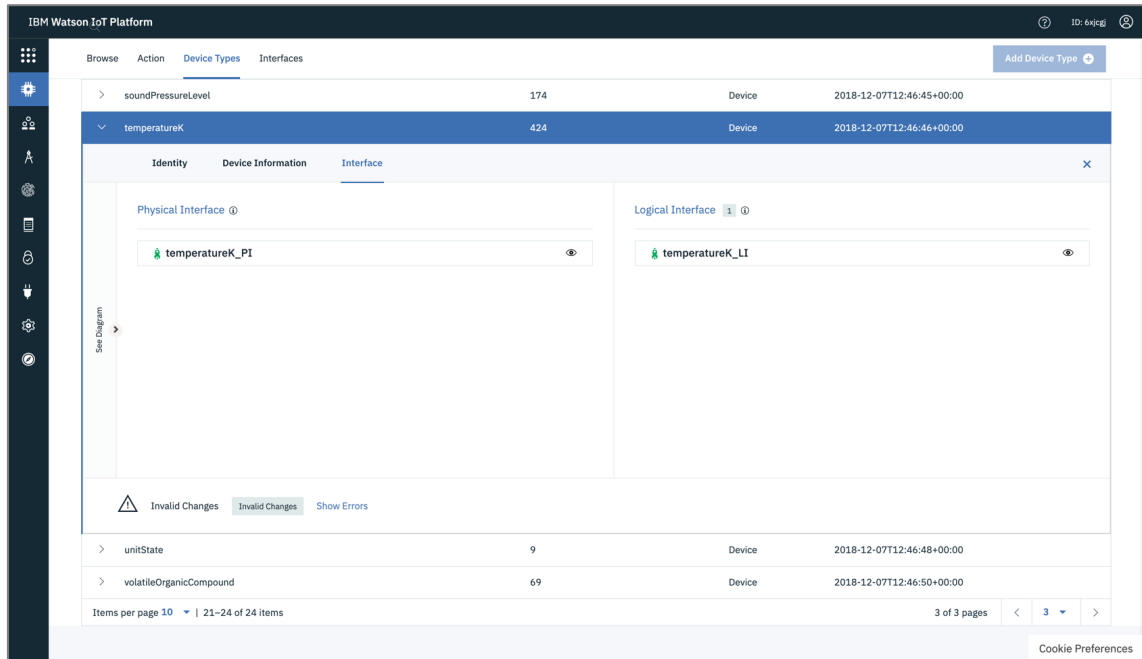 IBM Watson IoT Platform
ID: 6xjcgj
Browse Action Device Types Interfaces
Add Device Type
soundPressureLevel 174 Device 2018-12-07T12:46:45+00:00
temperatureK 424 Device 2018-12-07T12:46:46+00:00
Identity Device Information Interface
Physical Interface
Logical Interface 1
temperatureK_PI
temperatureK_LI
See Diagram
Invalid Changes Invalid Changes Show Errors
unitState 9 Device 2018-12-07T12:46:48+00:00
volatileOrganicCompound 69 Device 2018-12-07T12:46:50+00:00
Items per page 10 | 21–24 of 24 items 3 of 3 pages 3
Cookie Preferences